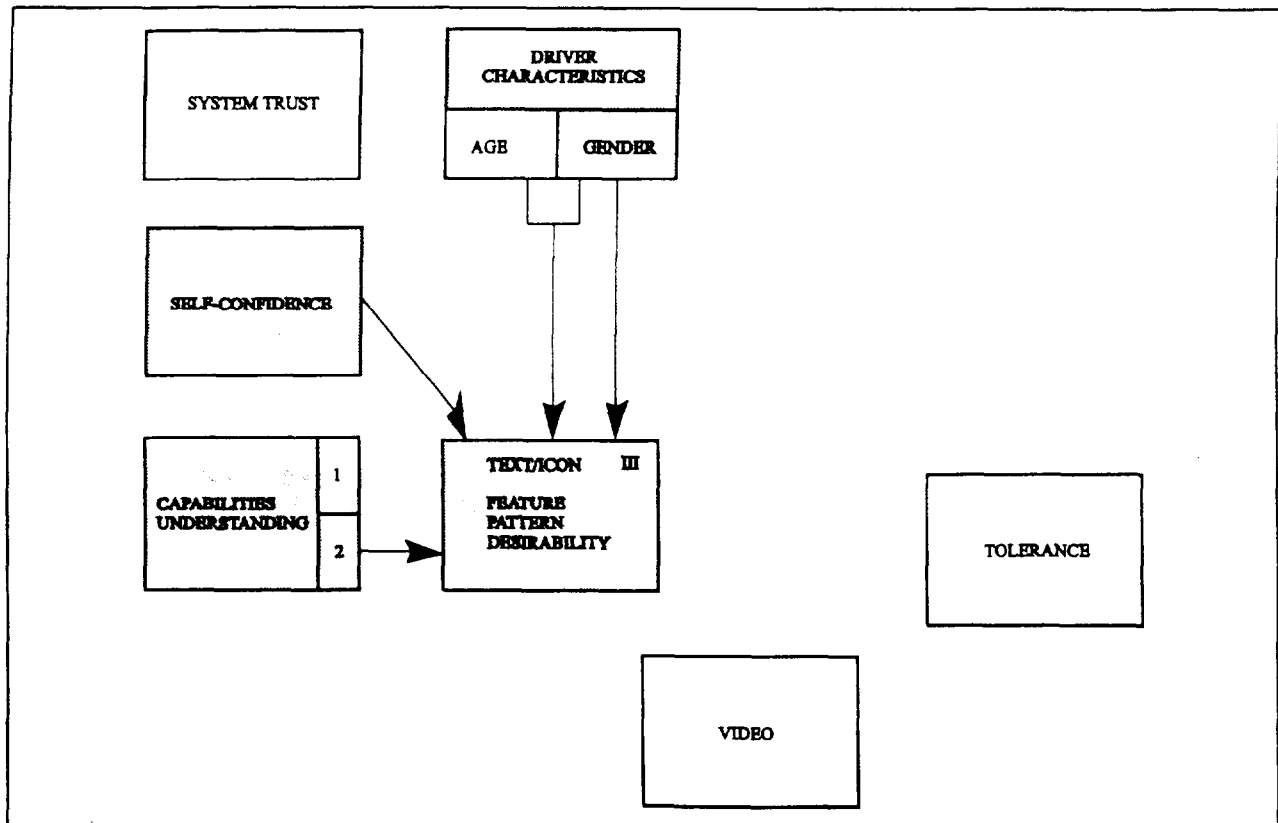 DRIVER
CHARACTERISTICS
SYSTEM TRUST
AGE
GENDER
SELF-CONFIDENCE
CAPABILITIES
UNDERSTANDING
1
2
TEXT/ICON III
FEATURE
PATTERN
DESIRABILITY
TOLERANCE
VIDEO